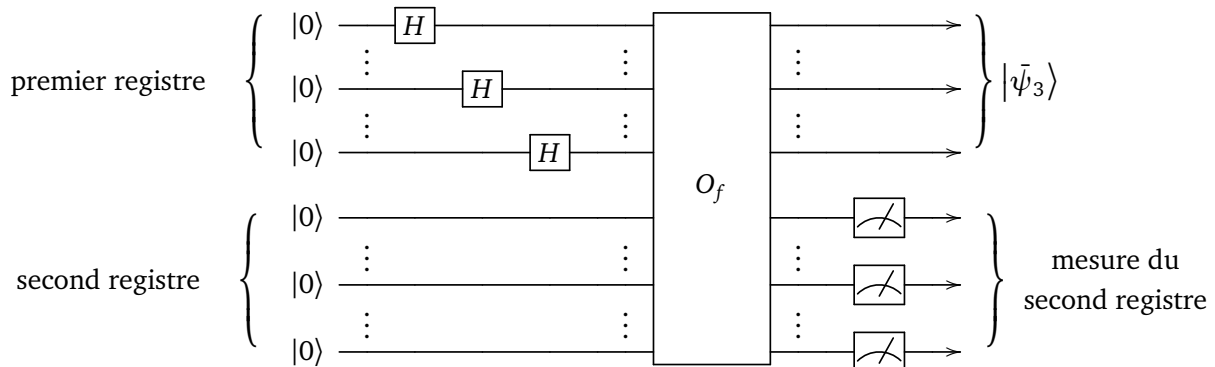 |0⟩ H
premier registre |0⟩ H |ψ̄₃⟩
|0⟩ H
O_f
|0⟩
second registre |0⟩ mesure du
second registre
|0⟩